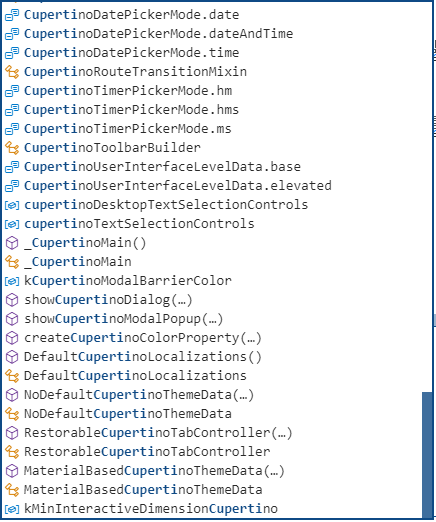 CupertinoDatePickerMode.date
CupertinoDatePickerMode.dateAndTime
CupertinoDatePickerMode.time
CupertinoRouteTransitionMixin
CupertinoTimerPickerMode.hm
CupertinoTimerPickerMode.hms
CupertinoTimerPickerMode.ms
CupertinoToolbarBuilder
CupertinoUserInterfaceLevelData.base
CupertinoUserInterfaceLevelData.elevated
cupertinoDesktopTextSelectionControls
cupertinoTextSelectionControls
_CupertinoMain()
_CupertinoMain
kCupertinoModalBarrierColor
showCupertinoDialog(…)
showCupertinoModalPopup(…)
createCupertinoColorProperty(…)
DefaultCupertinoLocalizations()
DefaultCupertinoLocalizations
NoDefaultCupertinoThemeData(…)
NoDefaultCupertinoThemeData
RestorableCupertinoTabController(…)
RestorableCupertinoTabController
MaterialBasedCupertinoThemeData(…)
MaterialBasedCupertinoThemeData
kMinInteractiveDimensionCupertino